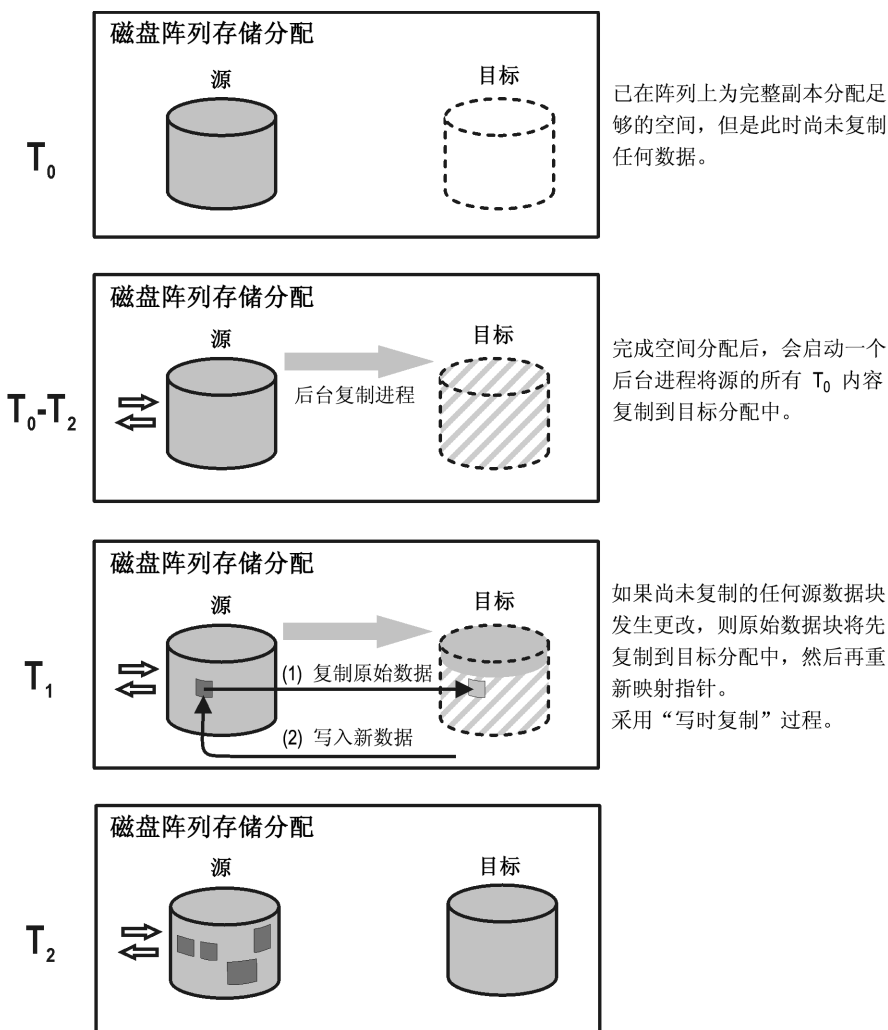 磁盘阵列存储分配
源
目标
T0
已在阵列上为完整副本分配足
够的空间，但是此时尚未复制
任何数据。
磁盘阵列存储分配
源
目标
后台复制进程
T0-T2
完成空间分配后，会启动一个
后台进程将源的所有 T0 内容
复制到目标分配中。
磁盘阵列存储分配
源
目标
(1) 复制原始数据
(2) 写入新数据
T1
如果尚未复制的任何源数据块
发生更改，则原始数据块将先
复制到目标分配中，然后再重
新映射指针。
采用“写时复制”过程。
磁盘阵列存储分配
源
目标
T2